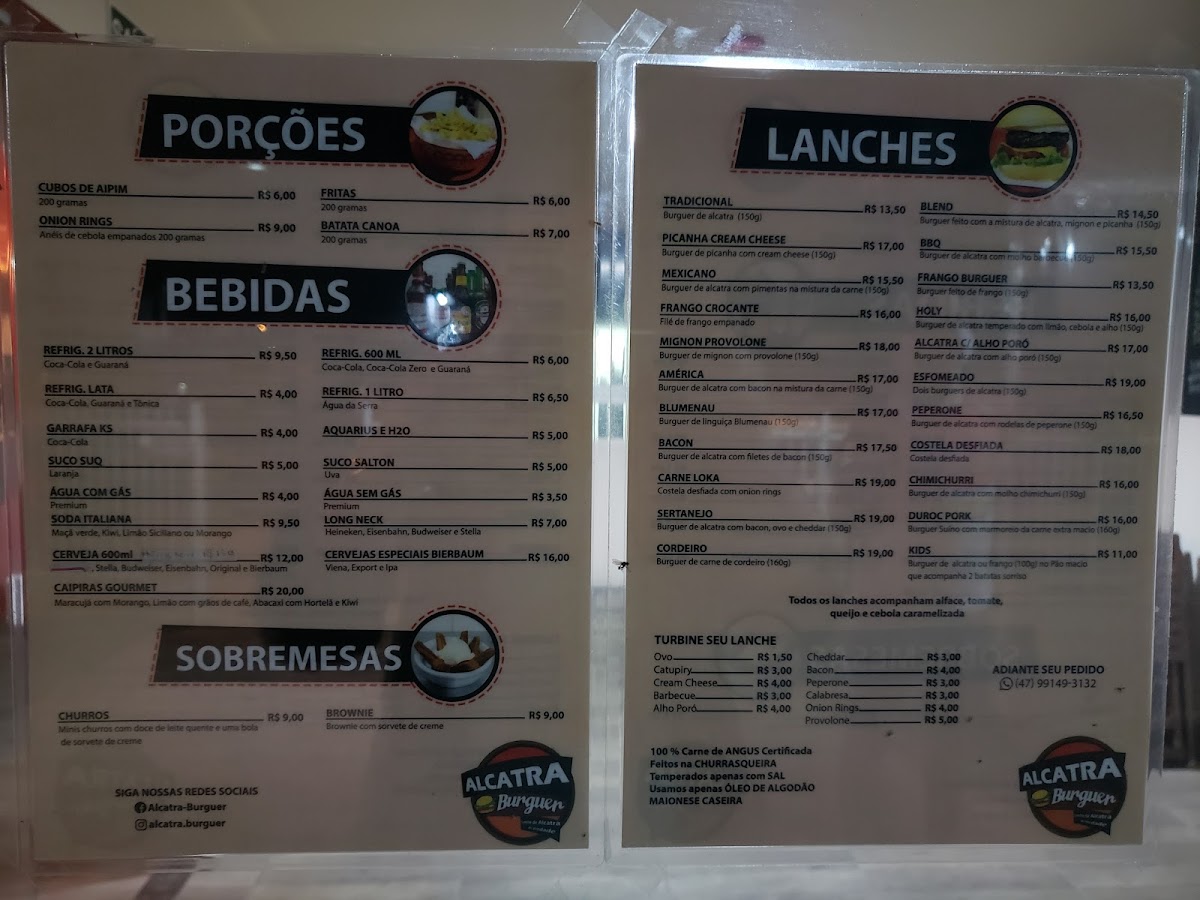 PORÇÕES
CUBOS DE AIPIM R$ 6,00
200 gramas
ONION RINGS R$ 9,00
Anéis de cebola empanados 200 gramas
FRITAS R$ 6,00
200 gramas
BATATA CANOA R$ 7,00
200 gramas
BEBIDAS
REFRIG. 2 LITROS R$ 9,50
Coca-Cola e Guaraná
REFRIG. LATA R$ 4,00
Coca-Cola, Guaraná e Tônica
GARRAFA KS R$ 4,00
Coca-Cola
SUCO SUQ R$ 5,00
Laranja
ÁGUA COM GÁS R$ 4,00
Premium
SODA ITALIANA R$ 9,50
Maçã verde, Kiwi, Limão Siciliano ou Morango
CERVEJA 600ml R$ 12,00
, Stella, Budweiser, Eisenbahn, Original e Bierbaum
CAIPIRAS GOURMET R$ 20,00
Maracujá com Morango, Limão com grãos de café, Abacaxi com Hortelã e Kiwi
REFRIG. 600 ML R$ 6,00
Coca-Cola, Coca-Cola Zero e Guaraná
REFRIG. 1 LITRO R$ 6,50
Água da Serra
AQUARIUS E H2O R$ 5,00
SUCO SALTON R$ 5,00
Uva
ÁGUA SEM GÁS R$ 3,50
Premium
LONG NECK R$ 7,00
Heineken, Eisenbahn, Budweiser e Stella
CERVEJAS ESPECIAIS BIERBAUM R$ 16,00
Viena, Export e Ipa
SOBREMESAS
CHURROS R$ 9,00
Minis churros com doce de leite quente e uma bola
de sorvete de creme
BROWNIE R$ 9,00
Brownie com sorvete de creme
SIGA NOSSAS REDES SOCIAIS
Alcatra-Burguer
alcatra.burguer
ALCATRA
Burguer
LANCHES
TRADICIONAL R$ 13,50
Burguer de alcatra (150g)
PICANHA CREAM CHEESE R$ 17,00
Burguer de picanha com cream cheese (150g)
MEXICANO R$ 15,50
Burguer de alcatra com pimentas na mistura da carne (150g)
FRANGO CROCANTE R$ 16,00
Filé de frango empanado
MIGNON PROVOLONE R$ 18,00
Burguer de mignon com provolone (150g)
AMÉRICA R$ 17,00
Burguer de alcatra com bacon na mistura da carne (150g)
BLUMENAU R$ 17,00
Burguer de linguiça Blumenau (150g)
BACON R$ 17,50
Burguer de alcatra com filetes de bacon (150g)
CARNE LOKA R$ 19,00
Costela desfiada com onion rings
SERTANEJO R$ 19,00
Burguer de alcatra com bacon, ovo e cheddar (150g)
CORDEIRO R$ 19,00
Burguer de carne de cordeiro (160g)
BLEND R$ 14,50
Burguer feito com a mistura de alcatra, mignon e picanha (150g)
BBQ R$ 15,50
Burguer de alcatra com molho barbecue (150g)
FRANGO BURGUER R$ 13,50
Burguer feito de frango (150g)
HOLY R$ 16,00
Burguer de alcatra temperado com limão, cebola e alho (150g)
ALCATRA C/ ALHO PORÓ R$ 17,00
Burguer de alcatra com alho poró (150g)
ESFOMEADO R$ 19,00
Dois burguers de alcatra (150g)
PEPERONE R$ 16,50
Burguer de alcatra com rodelas de peperone (150g)
COSTELA DESFIADA R$ 18,00
Costela desfiada
CHIMICHURRI R$ 16,00
Burguer de alcatra com molho chimichurri (150g)
DUROC PORK R$ 16,00
Burguer Suíno com marmoreio da carne extra macio (160g)
KIDS R$ 11,00
Burguer de alcatra ou frango (100g) no Pão macio
que acompanha 2 batatas sorriso
Todos os lanches acompanham alface, tomate,
queijo e cebola caramelizada
TURBINE SEU LANCHE
Ovo R$ 1,50
Catupiry R$ 3,00
Cream Cheese R$ 4,00
Barbecue R$ 3,00
Alho Poró R$ 4,00
Cheddar R$ 3,00
Bacon R$ 4,00
Peperone R$ 3,00
Calabresa R$ 3,00
Onion Rings R$ 4,00
Provolone R$ 5,00
ADIANTE SEU PEDIDO
(47) 99149-3132
100 % Carne de ANGUS Certificada
Feitos na CHURRASQUEIRA
Temperados apenas com SAL
Usamos apenas ÓLEO DE ALGODÃO
MAIONESE CASEIRA
ALCATRA
Burguer